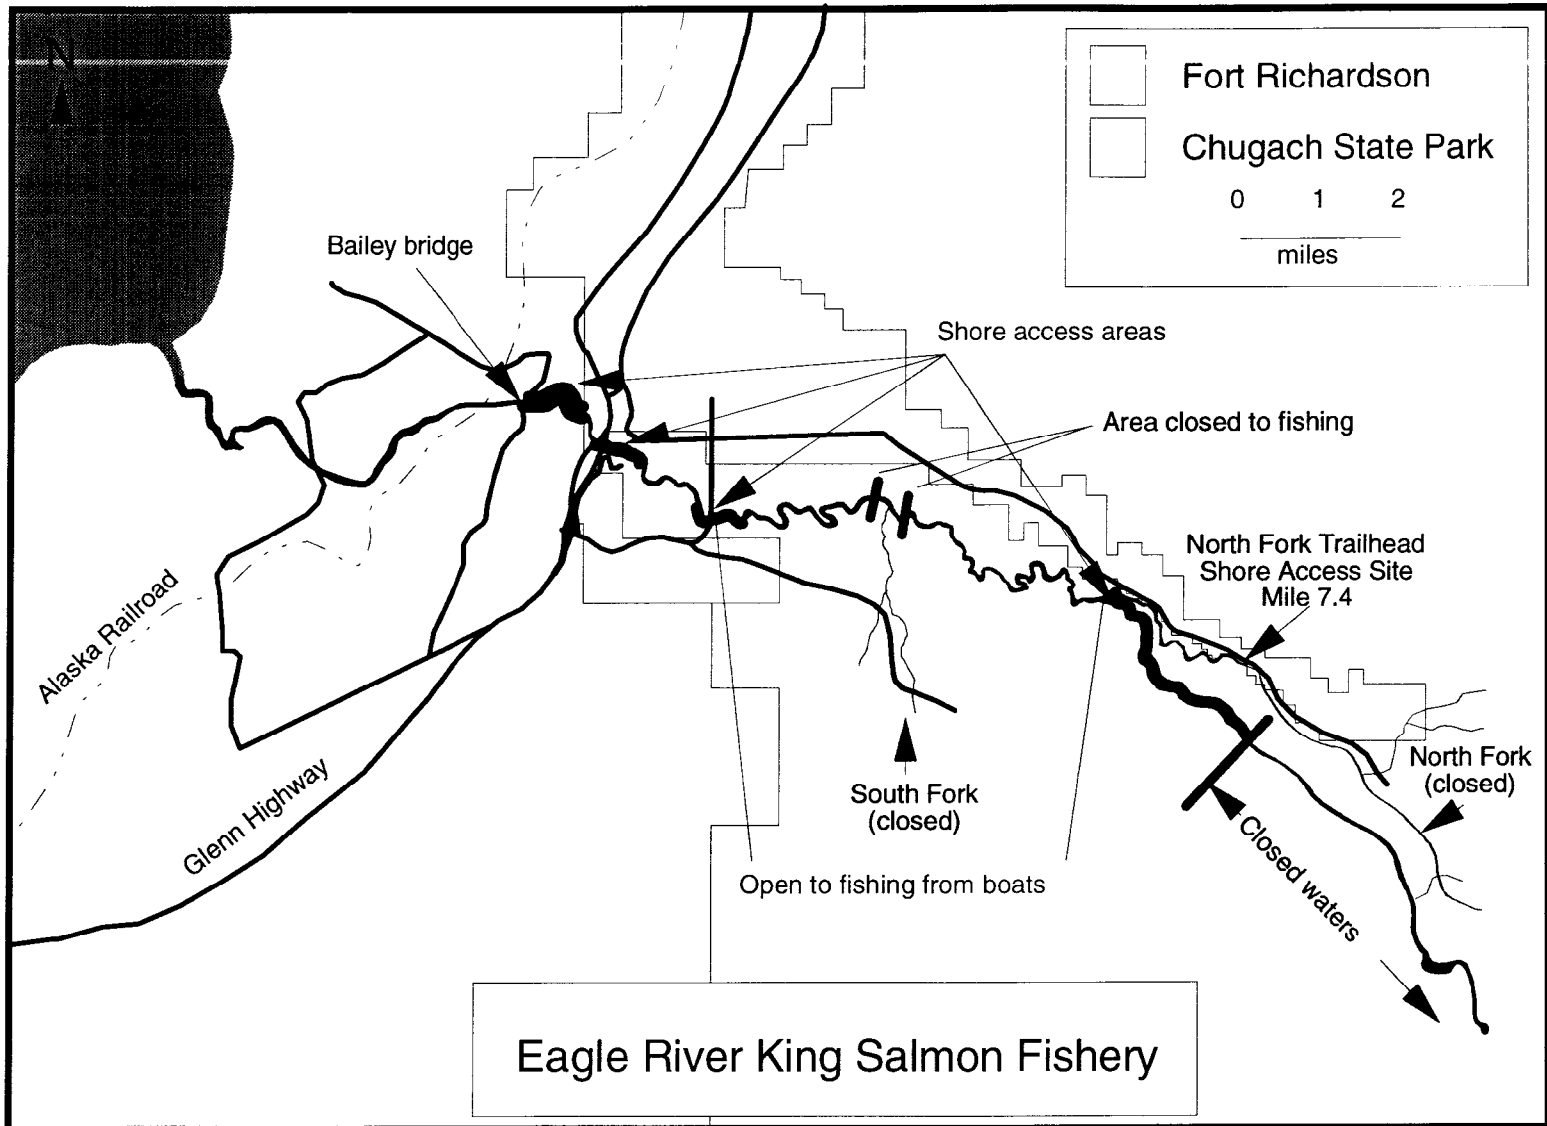 N
Fort Richardson
Chugach State Park
0 1 2
miles
Bailey bridge
Shore access areas
Area closed to fishing
North Fork Trailhead
Shore Access Site
Mile 7.4
Alaska Railroad
Glenn Highway
South Fork
(closed)
North Fork
(closed)
Closed waters
Open to fishing from boats
Eagle River King Salmon Fishery